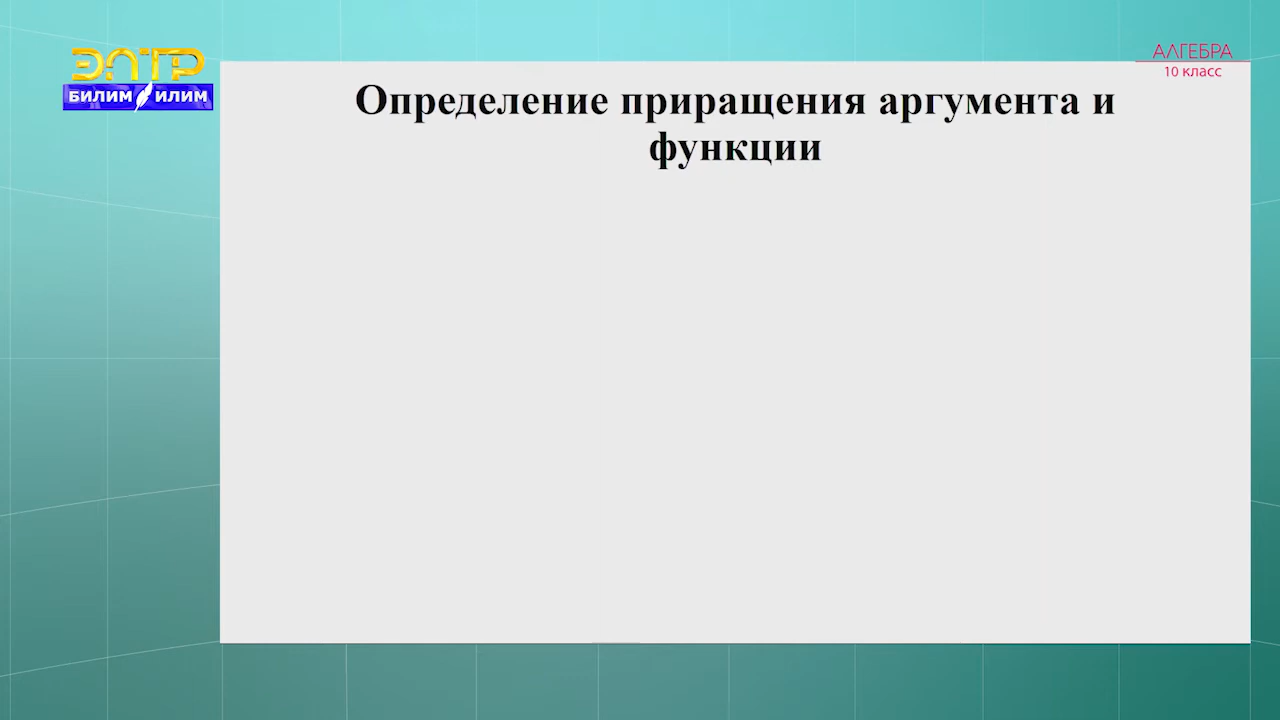 ЭЛТР
БИЛИМ ИЛИМ
АЛГЕБРА
10 класс
Определение приращения аргумента и
функции